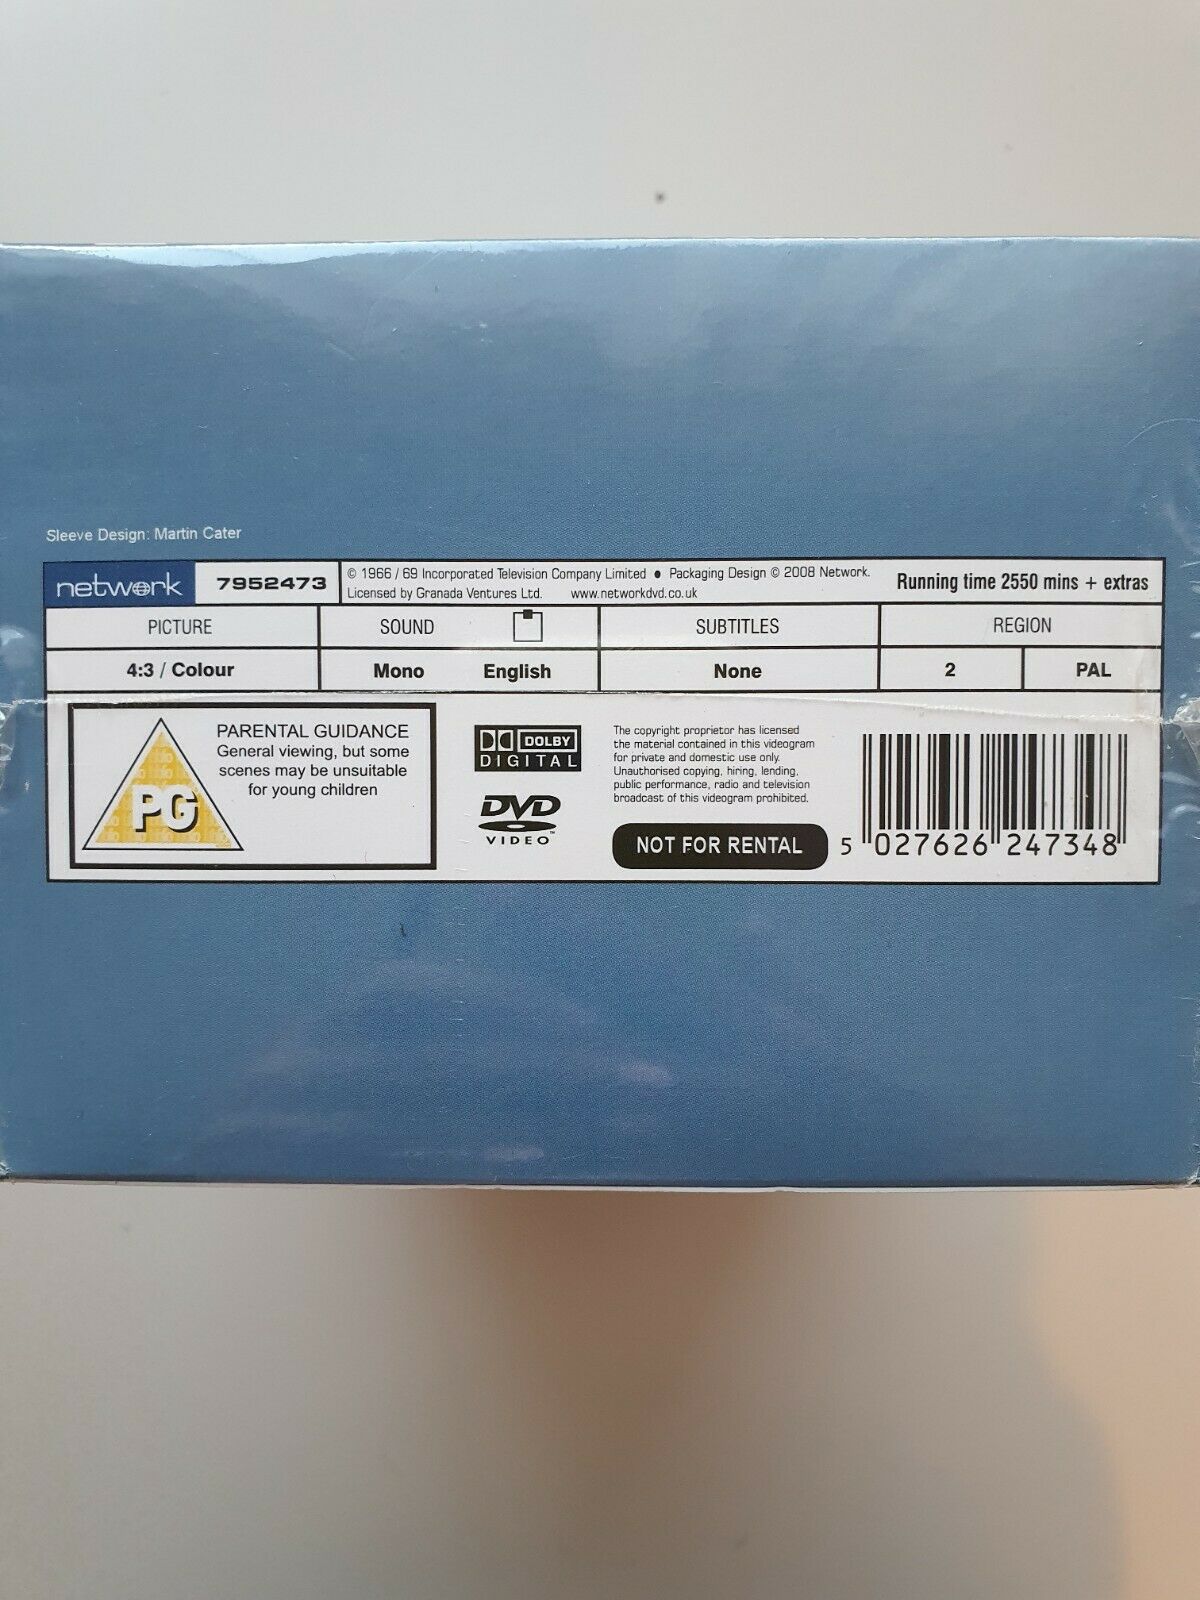 Sleeve Design: Martin Cater
network 7952473
© 1966 / 69 Incorporated Television Company Limited ● Packaging Design © 2008 Network.
Licensed by Granada Ventures Ltd. www.networkdvd.co.uk
Running time 2550 mins + extras
PICTURE SOUND SUBTITLES REGION
4:3 / Colour Mono English None 2 PAL
PG
PARENTAL GUIDANCE
General viewing, but some
scenes may be unsuitable
for young children
DOLBY
DIGITAL
DVD
VIDEO™
The copyright proprietor has licensed
the material contained in this videogram
for private and domestic use only.
Unauthorised copying, hiring, lending,
public performance, radio and television
broadcast of this videogram prohibited.
NOT FOR RENTAL
5 027626 247348